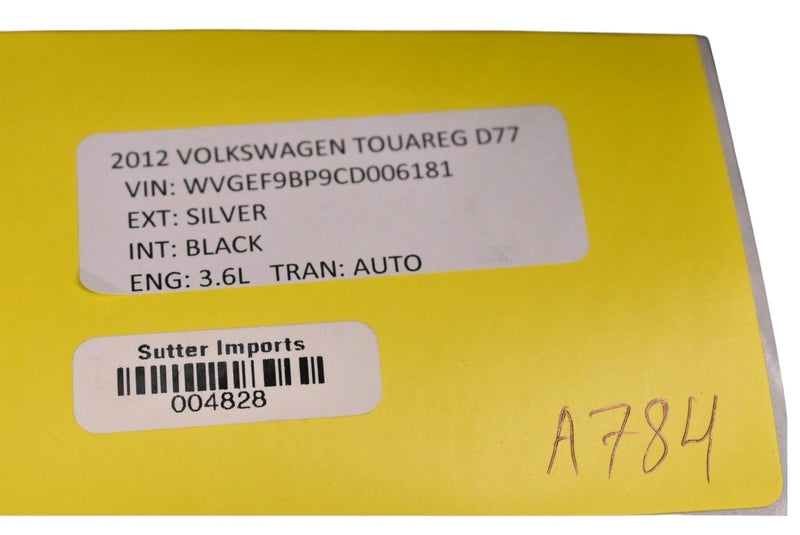 2012 VOLKSWAGEN TOUAREG D77
VIN: WVGEF9BP9CD006181
EXT: SILVER
INT: BLACK
ENG: 3.6L TRAN: AUTO
Sutter Imports
004828
A784